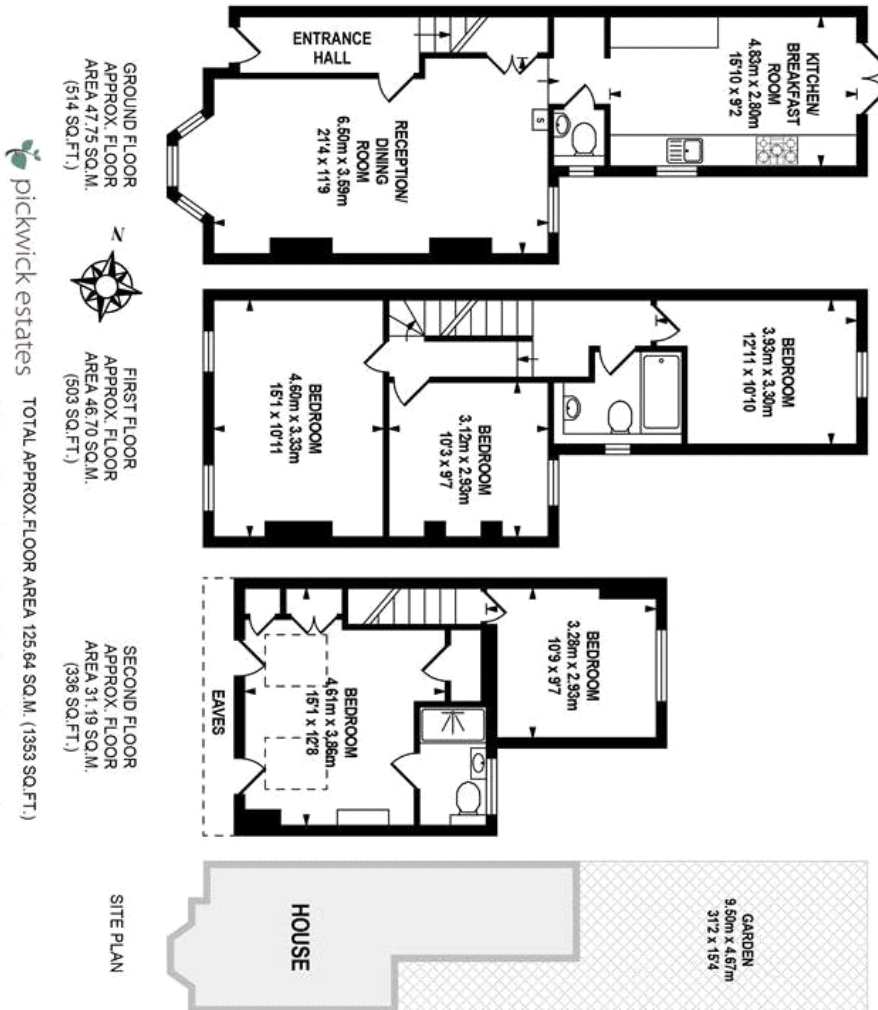 ENTRANCE
HALL
KITCHEN/
BREAKFAST
ROOM
4.83m x 2.80m
15'10 x 9'2
RECEPTION/
DINING
ROOM
6.50m x 3.59m
21'4 x 11'9
S
GROUND FLOOR
APPROX. FLOOR
AREA 47.75 SQ.M.
(514 SQ.FT.)
BEDROOM
3.93m x 3.30m
12'11 x 10'10
BEDROOM
4.60m x 3.33m
15'1 x 10'11
BEDROOM
3.12m x 2.93m
10'3 x 9'7
FIRST FLOOR
APPROX. FLOOR
AREA 46.70 SQ.M.
(503 SQ.FT.)
BEDROOM
3.28m x 2.93m
10'9 x 9'7
BEDROOM
4.61m x 3.86m
15'1 x 12'8
EAVES
SECOND FLOOR
APPROX. FLOOR
AREA 31.19 SQ.M.
(336 SQ.FT.)
GARDEN
9.50m x 4.67m
31'2 x 15'4
HOUSE
SITE PLAN
N
pickwick estates
TOTAL APPROX.FLOOR AREA 125.64 SQ.M. (1353 SQ.FT.)